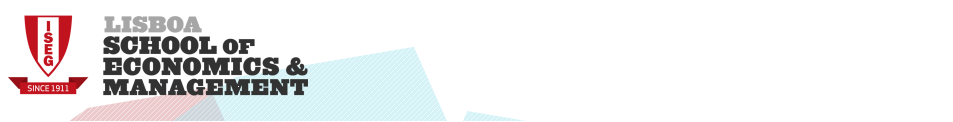 ISEG
SINCE 1911
LISBOA
SCHOOL OF
ECONOMICS &
MANAGEMENT